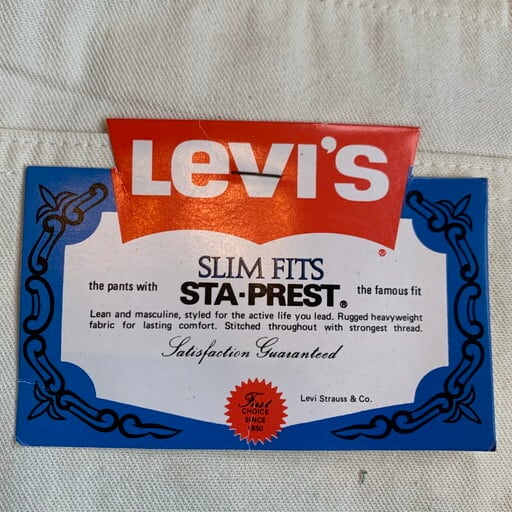 LEVI'S
®
SLIM FITS
the pants with STA-PREST® the famous fit
Lean and masculine, styled for the active life you lead. Rugged heavyweight
fabric for lasting comfort. Stitched throughout with strongest thread.
Satisfaction Guaranteed
First
CHOICE
SINCE
1850
Levi Strauss & Co.